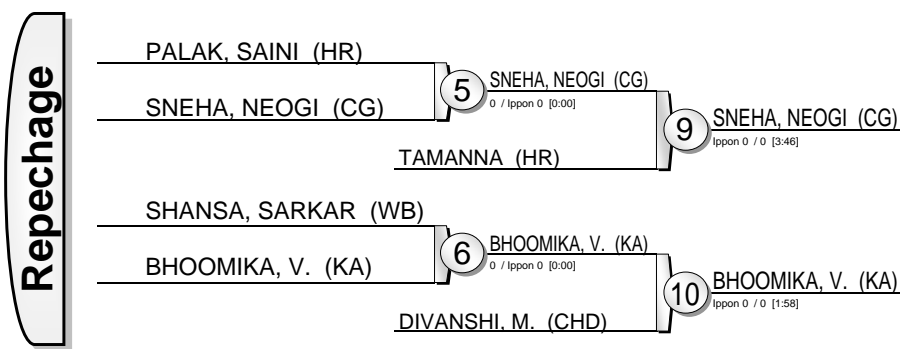 Repechage
PALAK, SAINI (HR)
SNEHA, NEOGI (CG)
5
SNEHA, NEOGI (CG)
0 / Ippon 0 [0:00]
TAMANNA (HR)
9
SNEHA, NEOGI (CG)
Ippon 0 / 0 [3:46]
SHANSA, SARKAR (WB)
BHOOMIKA, V. (KA)
6
BHOOMIKA, V. (KA)
0 / Ippon 0 [0:00]
DIVANSHI, M. (CHD)
10
BHOOMIKA, V. (KA)
Ippon 0 / 0 [1:58]